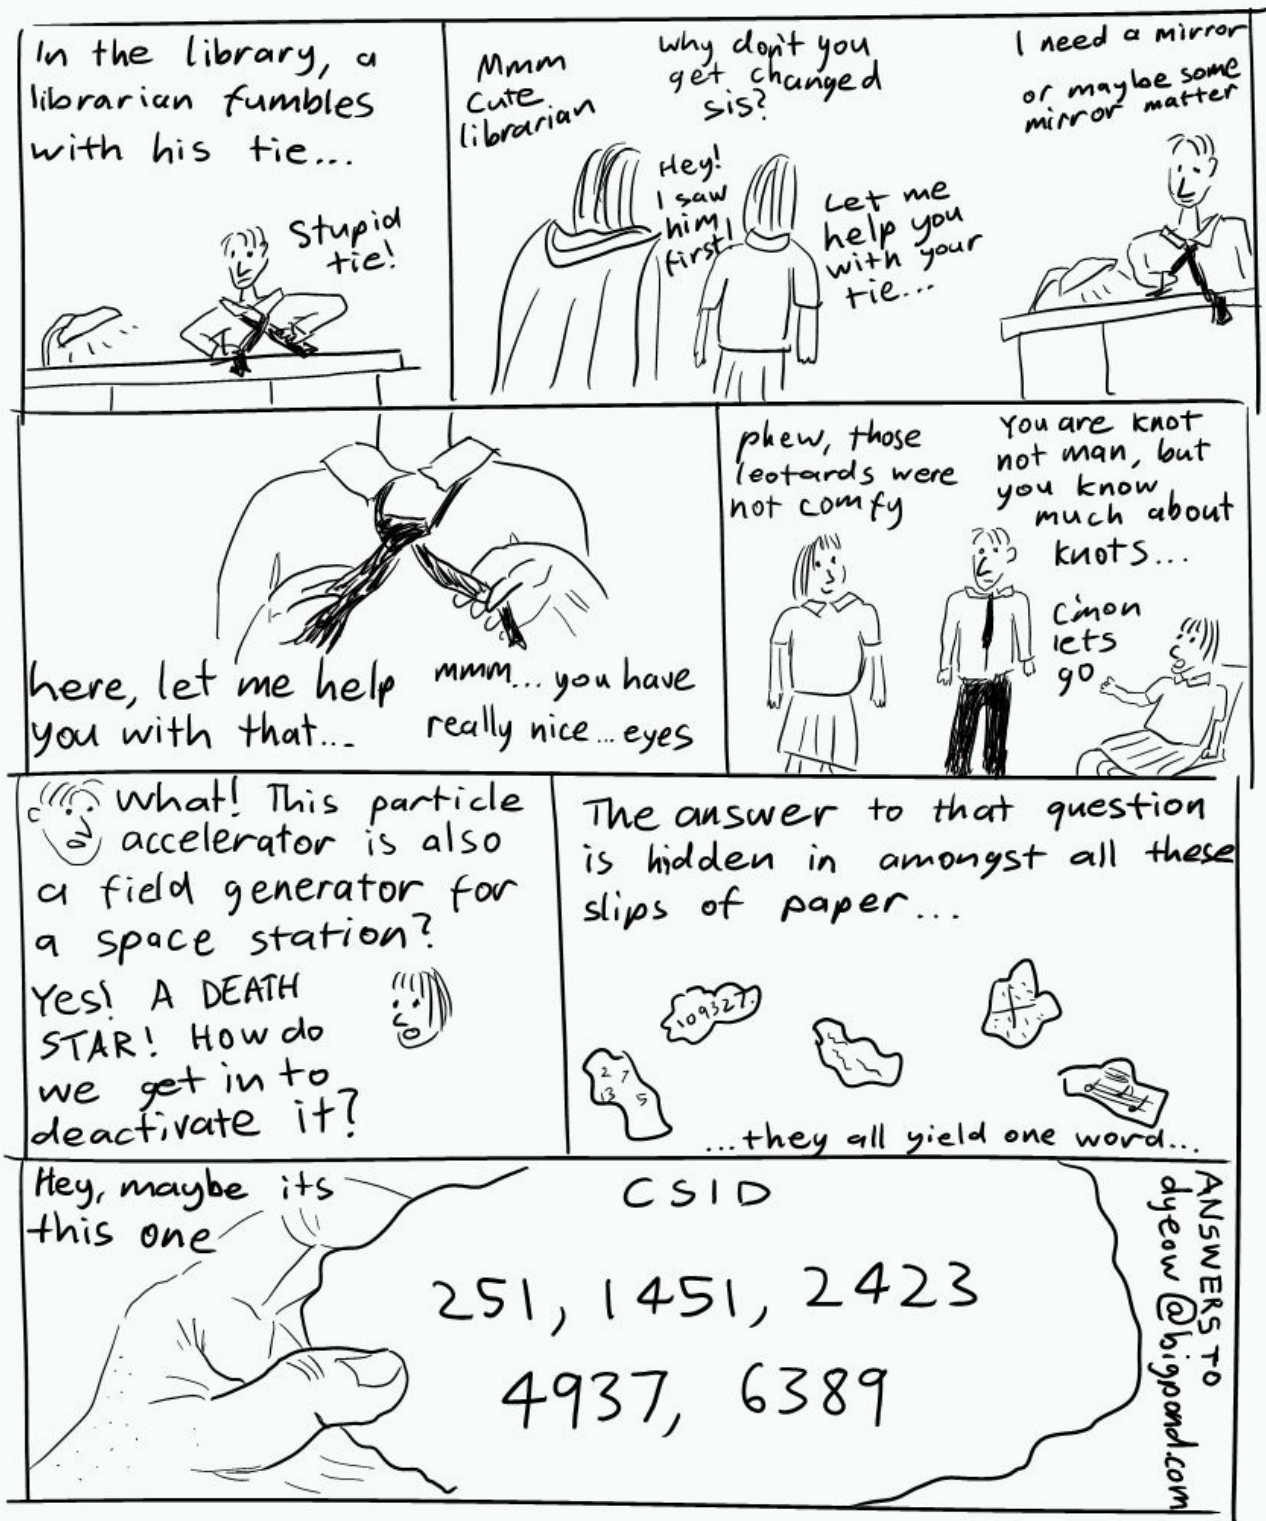 In the library, a
librarian fumbles
with his tie...
Stupid
tie!
Mmm
Cute
librarian
Why don't you
get changed
sis?
Hey!
I saw
him
first!
Let me
help you
with your
tie...
I need a mirror
or maybe some
mirror matter
here, let me help
you with that...
mmm... you have
really nice... eyes
phew, those
leotards were
not comfy
You are knot
not man, but
you know
much about
knots...
C'mon
lets
go
What! This particle
accelerator is also
a field generator for
a space station?
Yes! A DEATH
STAR! How do
we get in to
deactivate it?
The answer to that question
is hidden in amongst all these
slips of paper...
109327.
2 7
13 5
...they all yield one word...
Hey, maybe its
this one
CSID
251, 1451, 2423
4937, 6389
ANSWERS TO
dyeow@bigpond.com